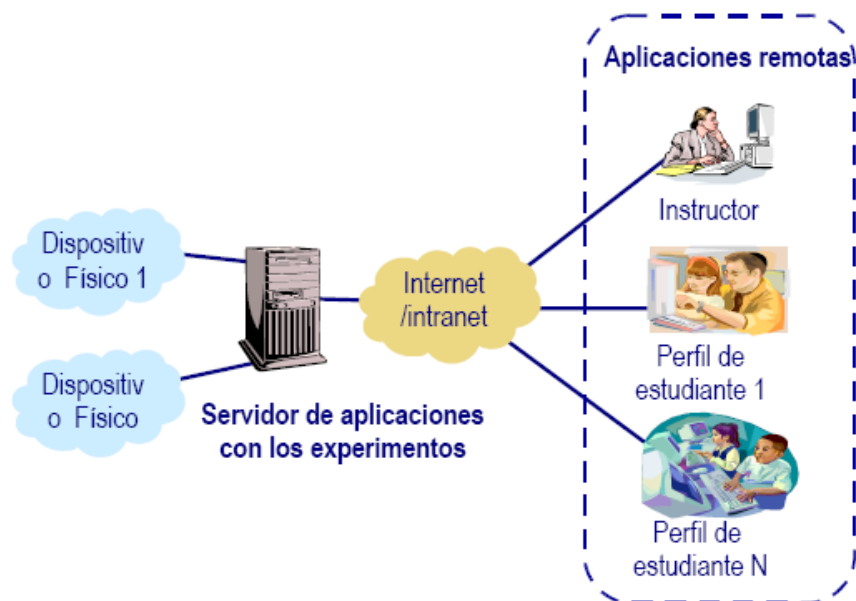 Aplicaciones remotas
Instructor
Dispositiv
o Físico 1
Internet
/intranet
Perfil de
estudiante 1
Dispositiv
o Físico
Servidor de aplicaciones
con los experimentos
Perfil de
estudiante N